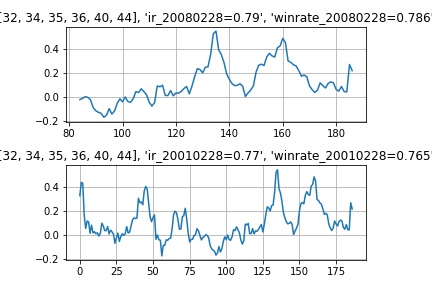 [32, 34, 35, 36, 40, 44], 'ir_20080228=0.79', 'winrate_20080228=0.786'
0.4
0.2
0.0
−0.2
80 100 120 140 160 180
[32, 34, 35, 36, 40, 44], 'ir_20010228=0.77', 'winrate_20010228=0.765'
0.4
0.2
0.0
−0.2
0 25 50 75 100 125 150 175